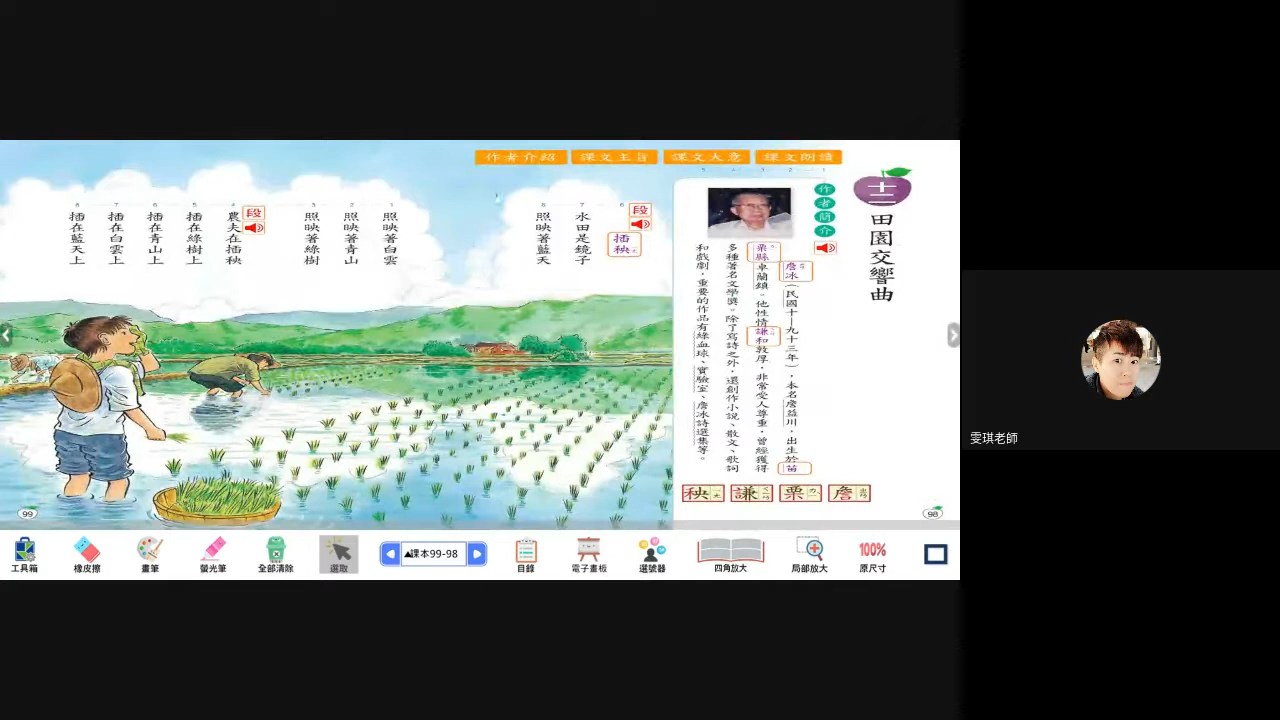 作者介紹
課文主旨
課文大意
課文朗讀
十二
田園交響曲
作者簡介
詹冰(民國十—九十三年),本名詹益川,出生於苗
栗縣卓蘭鎮。他性情謙和敦厚,非常受人尊重,曾經獲得
多種著名文學獎。除了寫詩之外,還創作小說、散文、歌詞
和戲劇,重要的作品有綠血球、實驗室、詹冰詩選集等。
詹
栗
謙
秧
98
段
插秧
水田是鏡子
照映著藍天
照映著白雲
照映著青山
照映著綠樹
段
農夫在插秧
插在綠樹上
插在青山上
插在白雲上
插在藍天上
99
工具箱
橡皮擦
畫筆
螢光筆
全部清除
選取
▲課本99-98
目錄
電子畫板
選號器
四角放大
局部放大
100%
原尺寸
雯琪老師